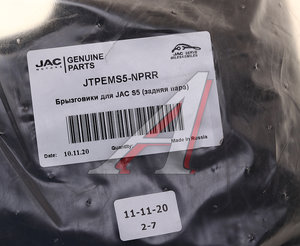 JAC MOTORS GENUINE PARTS
JAC SERVE
JTPEMS5-NPRR
Брызговики для JAC S5 (задняя пара)
Date: 10.11.20 Quantity: Made in Russia
11-11-20
2-7